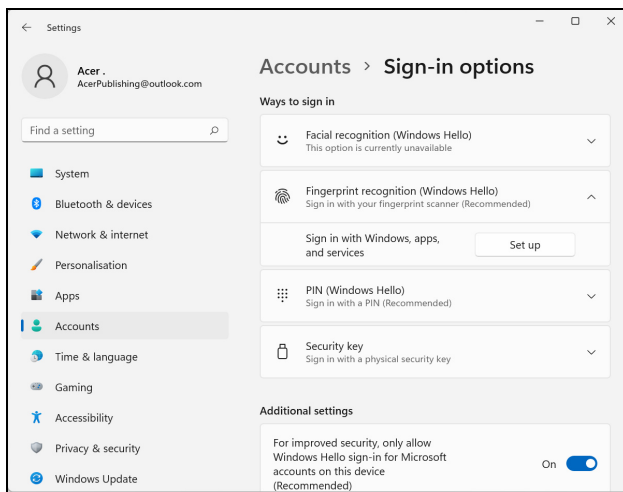 Settings
Acer .
AcerPublishing@outlook.com
Find a setting
System
Bluetooth & devices
Network & internet
Personalisation
Apps
Accounts
Time & language
Gaming
Accessibility
Privacy & security
Windows Update
Accounts > Sign-in options
Ways to sign in
Facial recognition (Windows Hello)
This option is currently unavailable
Fingerprint recognition (Windows Hello)
Sign in with your fingerprint scanner (Recommended)
Sign in with Windows, apps,
and services
Set up
PIN (Windows Hello)
Sign in with a PIN (Recommended)
Security key
Sign in with a physical security key
Additional settings
For improved security, only allow
Windows Hello sign-in for Microsoft
accounts on this device
(Recommended)
On